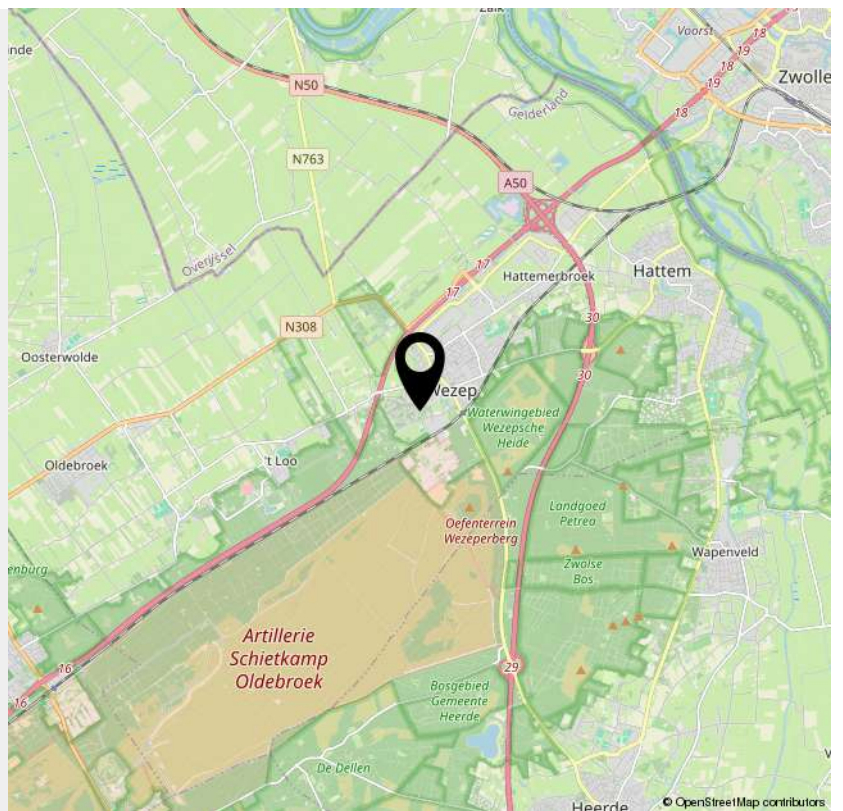 Zalk
Voorst
18
19
19
18
Zwolle
N50
Gelderland
18
N763
A50
Overijssel
17
17
Hattemerbroek
Hattem
N308
30
Oosterwolde
30
Wezep
Waterwingebied
Wezepsche
Heide
Oldebroek
't Loo
Landgoed
Petrea
Oefenterrein
Wezeperberg
Zwolse
Bos
Wapenveld
Artillerie
Schietkamp
Oldebroek
16
29
16
Bosgebied
Gemeente
Heerde
De Dellen
Heerde
© OpenStreetMap contributors